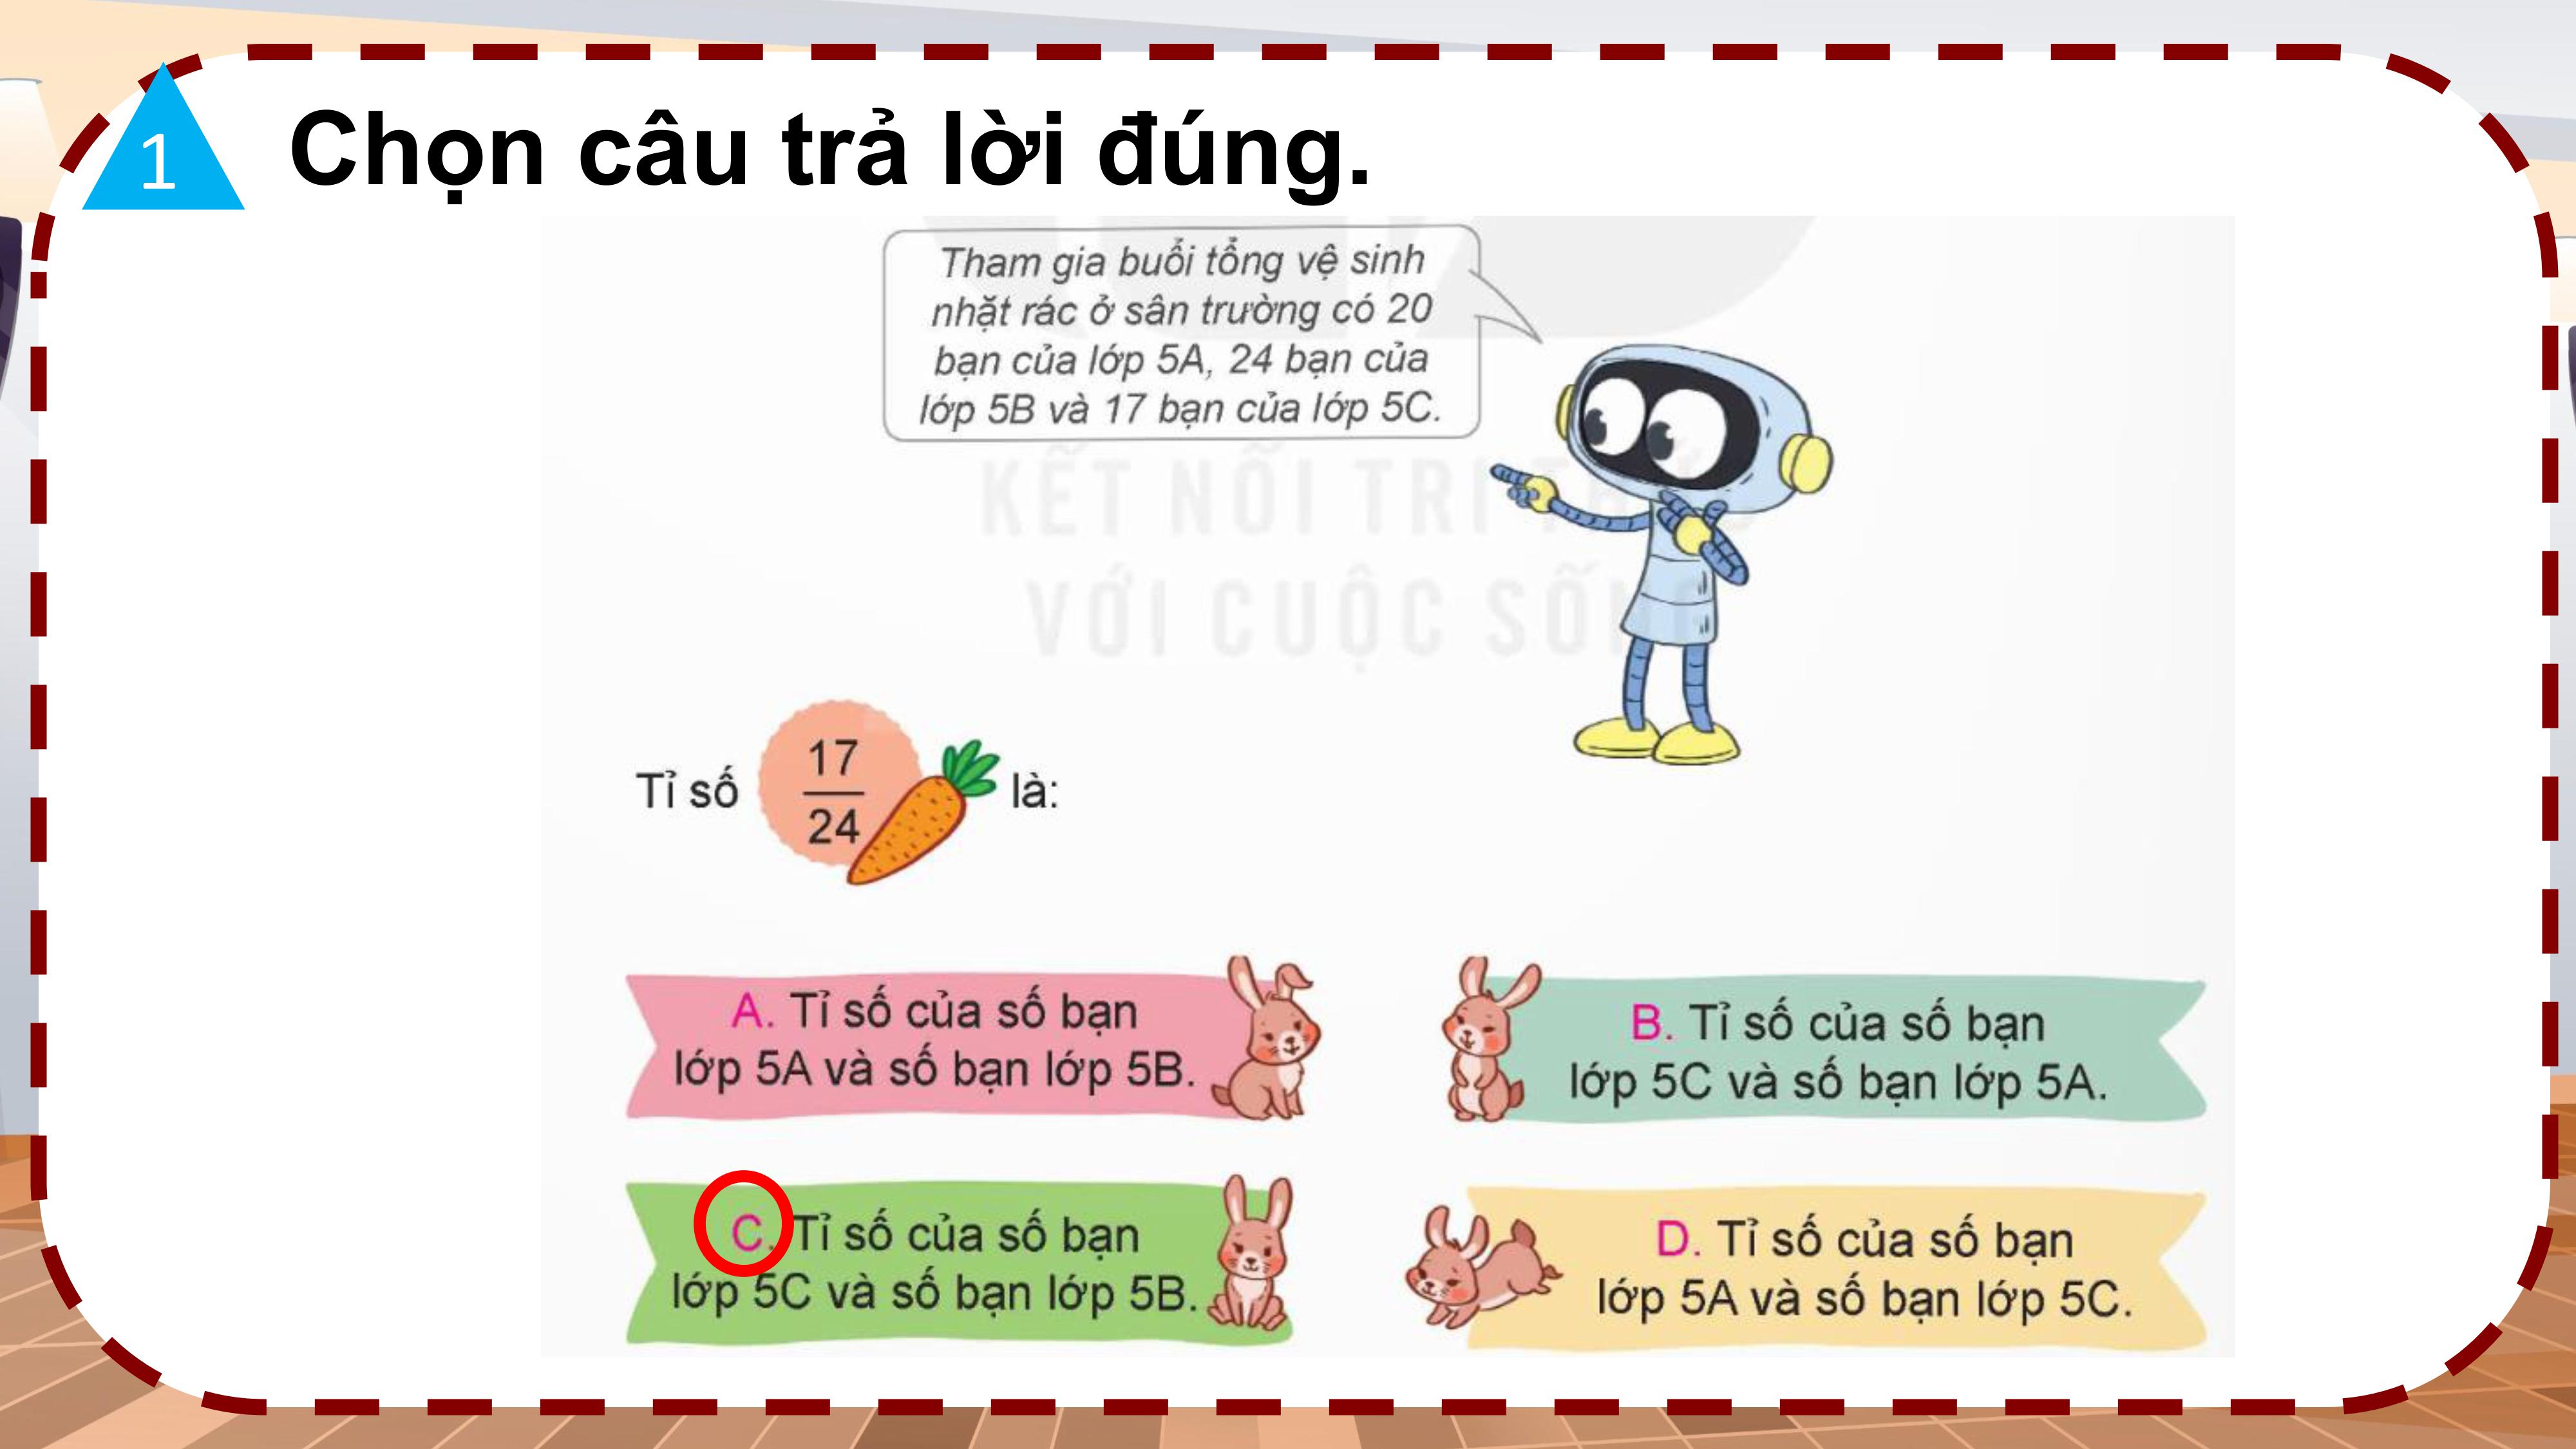 1
Chọn câu trả lời đúng.
Tham gia buổi tổng vệ sinh
nhặt rác ở sân trường có 20
bạn của lớp 5A, 24 bạn của
lớp 5B và 17 bạn của lớp 5C.
KẾT NỐI TRI THỨC
VỚI CUỘC SỐNG
Tỉ số 17/24 là:
A. Tỉ số của số bạn
lớp 5A và số bạn lớp 5B.
B. Tỉ số của số bạn
lớp 5C và số bạn lớp 5A.
C. Tỉ số của số bạn
lớp 5C và số bạn lớp 5B.
D. Tỉ số của số bạn
lớp 5A và số bạn lớp 5C.